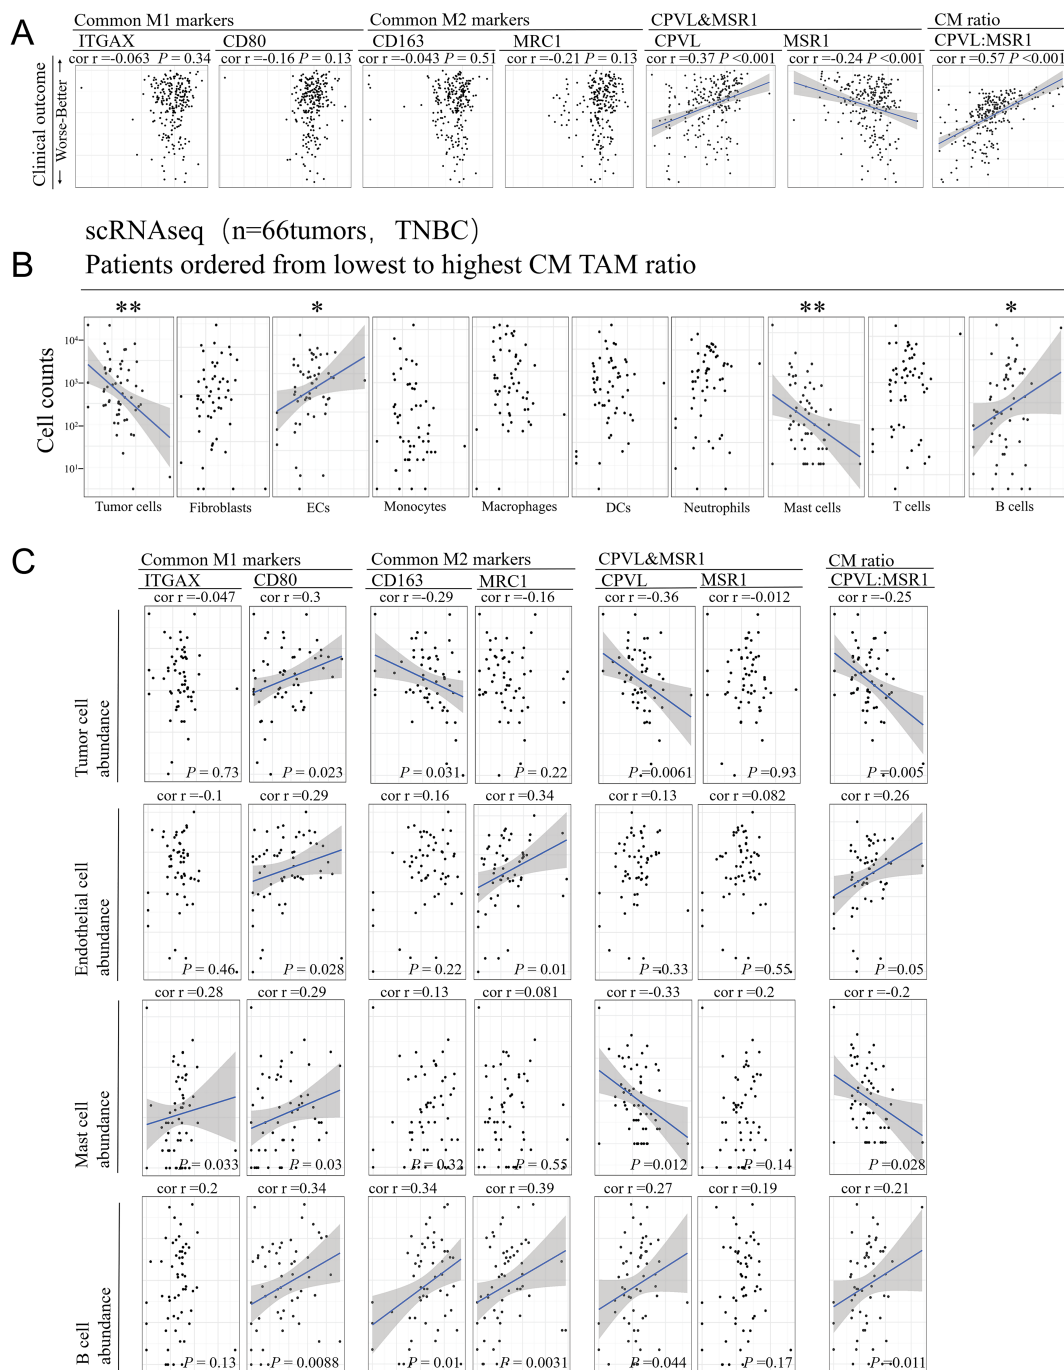 A
Common M1 markers Common M2 markers CPVL&MSR1 CM ratio
ITGAX CD80 CD163 MRC1 CPVL MSR1 CPVL:MSR1
cor r =-0.063 P = 0.34 cor r =-0.16 P = 0.13 cor r =-0.043 P = 0.51 cor r =-0.21 P = 0.13 cor r =0.37 P <0.001 cor r =-0.24 P <0.001 cor r =0.57 P <0.001
Clinical outcome
Worse-Better
scRNAseq（n=66tumors, TNBC）
B
Patients ordered from lowest to highest CM TAM ratio
** * ** *
Cell counts
10⁴
10³
10²
10¹
Tumor cells Fibroblasts ECs Monocytes Macrophages DCs Neutrophils Mast cells T cells B cells
C
Common M1 markers Common M2 markers CPVL&MSR1 CM ratio
ITGAX CD80 CD163 MRC1 CPVL MSR1 CPVL:MSR1
cor r =-0.047 cor r =0.3 cor r =-0.29 cor r =-0.16 cor r =-0.36 cor r =-0.012 cor r =-0.25
Tumor cell
abundance
P = 0.73 P = 0.023 P = 0.031 P = 0.22 P =0.0061 P =0.93 P =0.005
cor r =-0.1 cor r =0.29 cor r =0.16 cor r =0.34 cor r =0.13 cor r =0.082 cor r =0.26
Endothelial cell
abundance
P = 0.46 P = 0.028 P = 0.22 P = 0.01 P =0.33 P =0.55 P =0.05
cor r =0.28 cor r =0.29 cor r =0.13 cor r =0.081 cor r =-0.33 cor r =0.2 cor r =-0.2
Mast cell
abundance
P = 0.033 P = 0.03 P = 0.32 P = 0.55 P =0.012 P =0.14 P =0.028
cor r =0.2 cor r =0.34 cor r =0.34 cor r =0.39 cor r =0.27 cor r =0.19 cor r =0.21
B cell
abundance
P = 0.13 P = 0.0088 P = 0.01 P = 0.0031 P =0.044 P =0.17 P =0.011